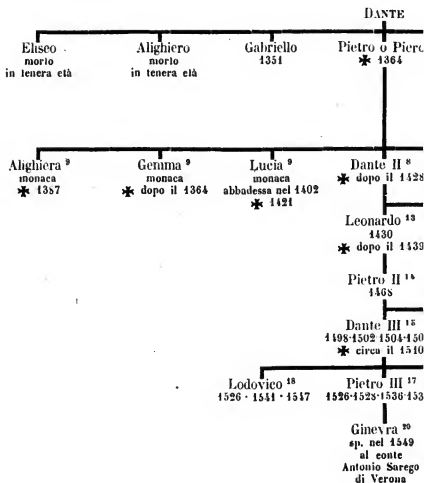 DANTE
Eliseo
morto
in tenera età
Alighiero
morto
in tenera età
Gabriello
1351
Pietro o Piero
✠ 1364
Alighiera 9
monaca
✠ 1387
Gemma 9
monaca
✠ dopo il 1364
Lucia 9
monaca
abbadessa nel 1402
✠ 1421
Dante II 8
✠ dopo il 1428
Leonardo 13
1430
✠ dopo il 1439
Pietro II 14
1468
Dante III 15
1498-1502 1504-150
✠ circa il 1510
Lodovico 18
1526 · 1541 · 1547
Pietro III 17
1526-1528-1536-153
Ginevra 20
sp. nel 1549
al conte
Antonio Sarego
di Verona